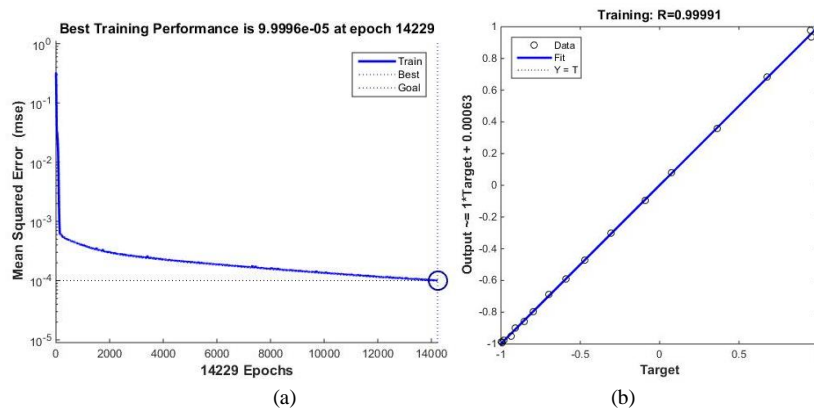 Best Training Performance is 9.9996e-05 at epoch 14229
Mean Squared Error (mse)
10^0
10^-1
10^-2
10^-3
10^-4
10^-5
Train
Best
Goal
0
2000
4000
6000
8000
10000
12000
14000
14229 Epochs
(a)
Training: R=0.99991
Output ~= 1*Target + 0.00063
1
0.8
0.6
0.4
0.2
0
-0.2
-0.4
-0.6
-0.8
-1
Data
Fit
Y = T
-1
-0.5
0
0.5
Target
(b)